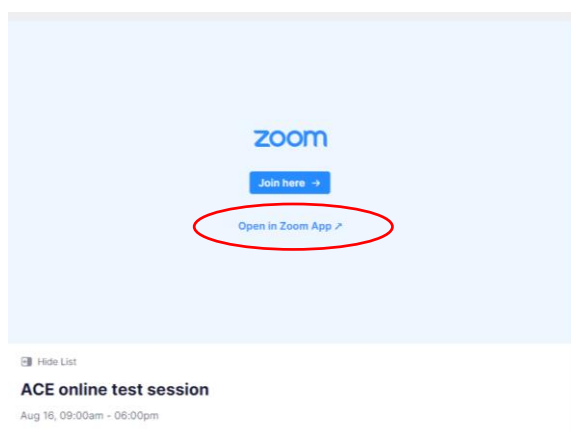 zoom
Join here →
Open in Zoom App ↗
Hide List
ACE online test session
Aug 16, 09:00am - 06:00pm